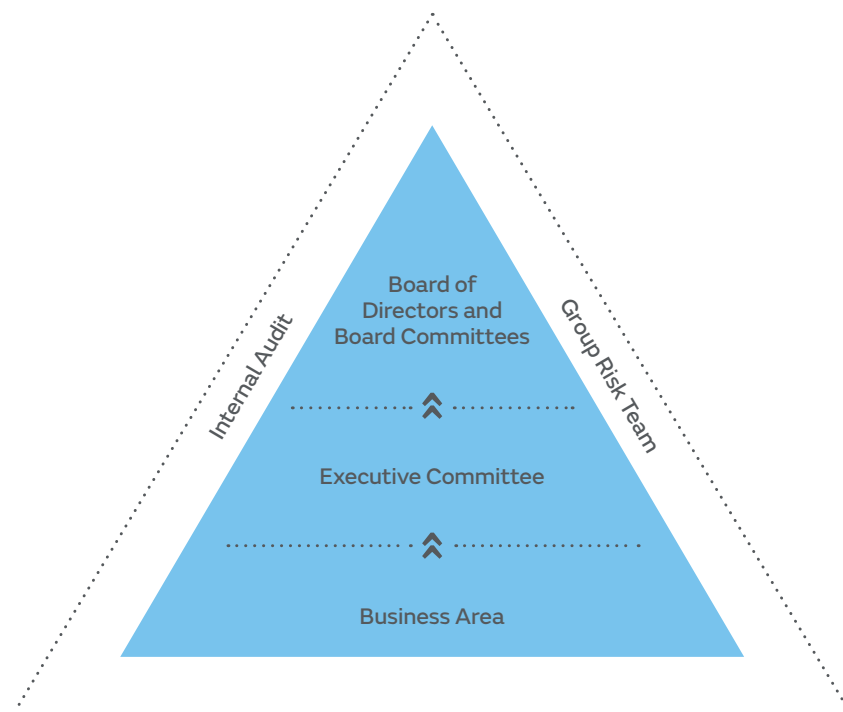 Board of
Directors and
Board Committees
Internal Audit
Group Risk Team
Executive Committee
Business Area